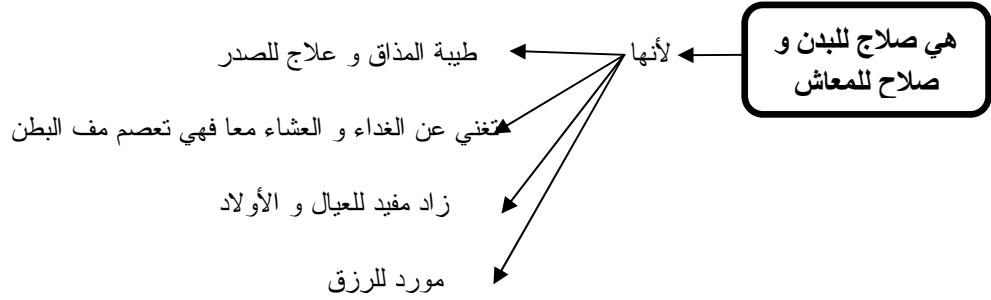 هي صلاج للبدن و
صلاح للمعاش
لأنها
طيبة المذاق و علاج للصدر
تغني عن الغداء و العشاء معا فهي تعصم مف البطن
زاد مفيد للعيال و الأولاد
مورد للرزق